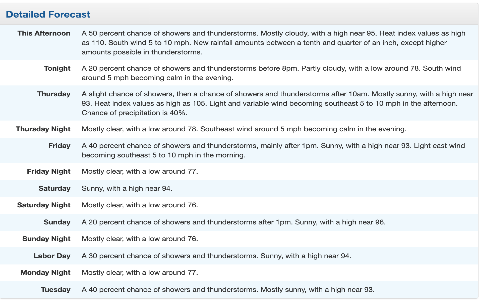 Detailed Forecast
This Afternoon A 50 percent chance of showers and thunderstorms. Mostly cloudy, with a high near 95. Heat index values as high
as 110. South wind 5 to 10 mph. New rainfall amounts between a tenth and quarter of an inch, except higher
amounts possible in thunderstorms.
Tonight A 20 percent chance of showers and thunderstorms before 8pm. Partly cloudy, with a low around 78. South wind
around 5 mph becoming calm in the evening.
Thursday A slight chance of showers, then a chance of showers and thunderstorms after 10am. Mostly sunny, with a high near
93. Heat index values as high as 105. Light and variable wind becoming southeast 5 to 10 mph in the afternoon.
Chance of precipitation is 40%.
Thursday Night Mostly clear, with a low around 78. Southeast wind around 5 mph becoming calm in the evening.
Friday A 40 percent chance of showers and thunderstorms, mainly after 1pm. Sunny, with a high near 93. Light east wind
becoming southeast 5 to 10 mph in the morning.
Friday Night Mostly clear, with a low around 77.
Saturday Sunny, with a high near 94.
Saturday Night Mostly clear, with a low around 76.
Sunday A 20 percent chance of showers and thunderstorms after 1pm. Sunny, with a high near 96.
Sunday Night Mostly clear, with a low around 76.
Labor Day A 30 percent chance of showers and thunderstorms. Sunny, with a high near 94.
Monday Night Mostly clear, with a low around 77.
Tuesday A 40 percent chance of showers and thunderstorms. Mostly sunny, with a high near 93.